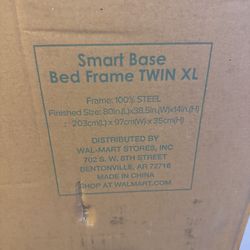 Smart Base
Bed Frame TWIN XL
Frame: 100% STEEL
Finished Size: 80in.(L)x38.5in.(W)x14in.(H)
203cm(L) x 97cm(W) x 35cm(H)
DISTRIBUTED BY
WAL-MART STORES, INC
702 S. W. 8TH STREET
BENTONVILLE, AR 72716
MADE IN CHINA
SHOP AT WALMART.COM